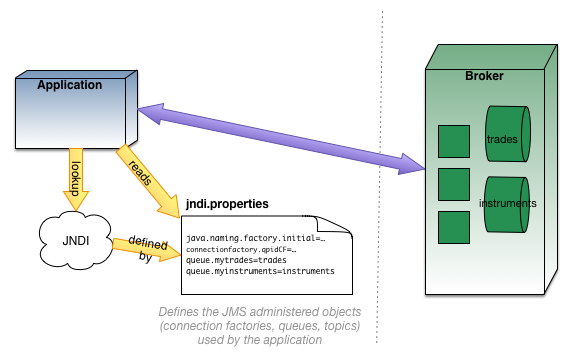 Application
Broker
trades
instruments
lookup
reads
JNDI
defined
by
jndi.properties
java.naming.factory.initial=…
connectionfactory.qpidCF=…
queue.mytrades=trades
queue.myinstruments=instruments
Defines the JMS administered objects
(connection factories, queues, topics)
used by the application